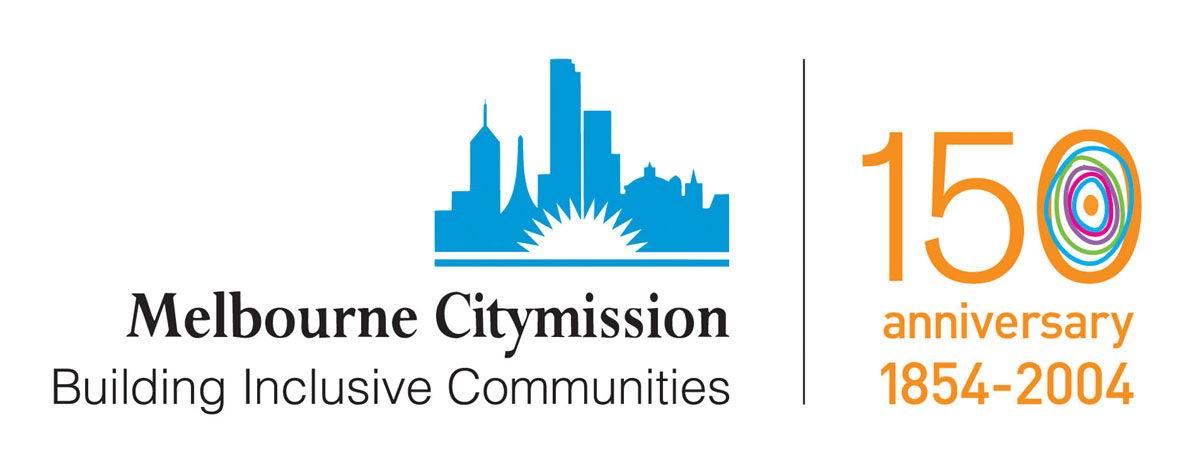 Melbourne Citymission
Building Inclusive Communities
150
anniversary
1854-2004